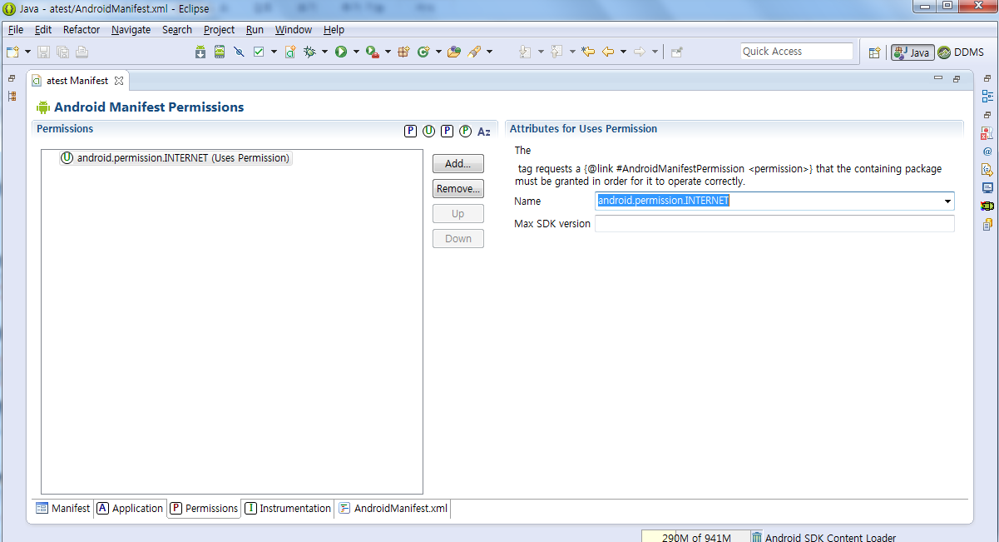 Java - atest/AndroidManifest.xml - Eclipse
File Edit Refactor Navigate Search Project Run Window Help
Quick Access
Java
DDMS
atest Manifest
Android Manifest Permissions
Permissions
P U P P Az
Attributes for Uses Permission
U android.permission.INTERNET (Uses Permission)
Add...
Remove...
Up
Down
The
tag requests a {@link #AndroidManifestPermission <permission>} that the containing package
must be granted in order for it to operate correctly.
Name android.permission.INTERNET
Max SDK version
Manifest A Application P Permissions I Instrumentation AndroidManifest.xml
290M of 941M Android SDK Content Loader